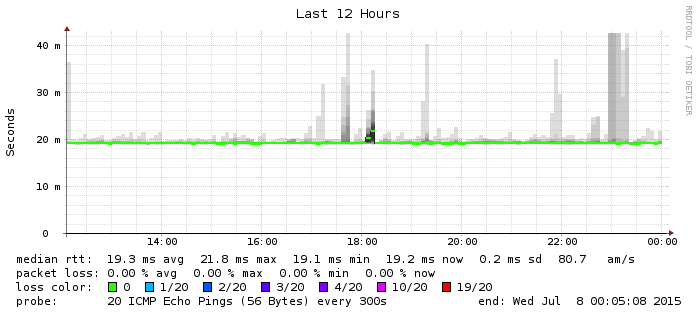 Last 12 Hours
RRDTOOL / TOBI OETIKER
Seconds
40 m
30 m
20 m
10 m
0
14:00 16:00 18:00 20:00 22:00 00:00
median rtt: 19.3 ms avg 21.8 ms max 19.1 ms min 19.2 ms now 0.2 ms sd 80.7 am/s
packet loss: 0.00 % avg 0.00 % max 0.00 % min 0.00 % now
loss color: 0 1/20 2/20 3/20 4/20 10/20 19/20
probe: 20 ICMP Echo Pings (56 Bytes) every 300s end: Wed Jul 8 00:05:08 2015